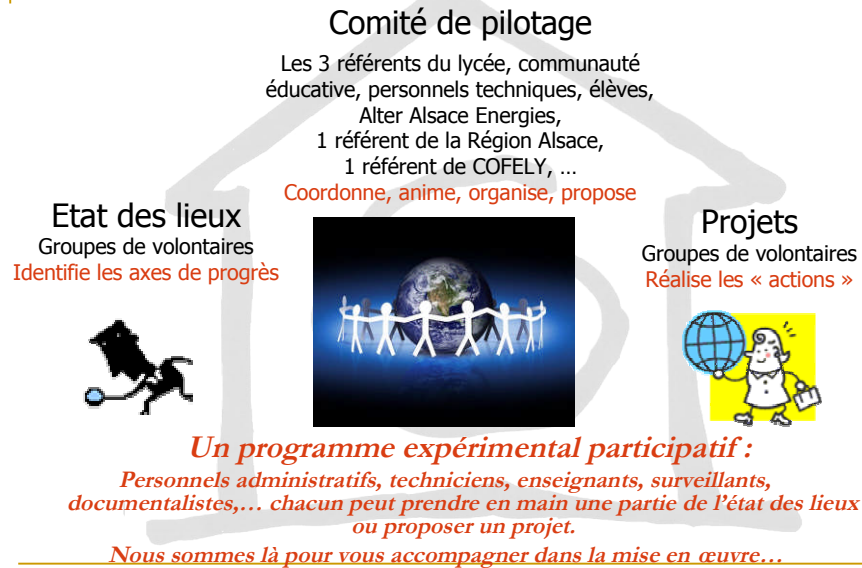 Comité de pilotage
Les 3 référents du lycée, communauté
éducative, personnels techniques, élèves,
Alter Alsace Energies,
1 référent de la Région Alsace,
1 référent de COFELY, …
Coordonne, anime, organise, propose
Etat des lieux
Groupes de volontaires
Identifie les axes de progrès
Projets
Groupes de volontaires
Réalise les « actions »
Un programme expérimental participatif :
Personnels administratifs, techniciens, enseignants, surveillants,
documentalistes,… chacun peut prendre en main une partie de l’état des lieux
ou proposer un projet.
Nous sommes là pour vous accompagner dans la mise en œuvre…